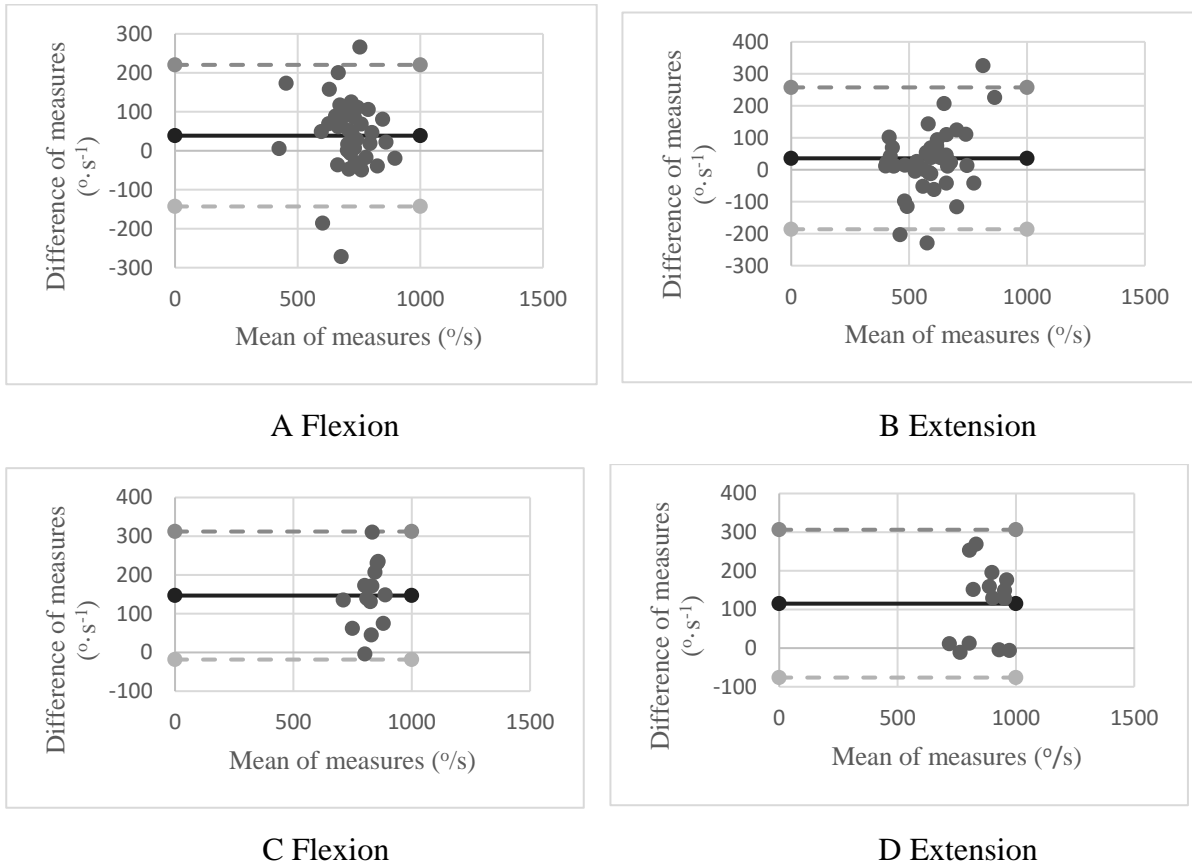 Difference of measures
(º·s-1)
300
200
100
0
-100
-200
-300
0 500 1000 1500
Mean of measures (º/s)
A Flexion
Difference of measures
(º·s-1)
400
300
200
100
0
-100
-200
-300
0 500 1000 1500
Mean of measures (º/s)
B Extension
Difference of measures
(º·s-1)
400
300
200
100
0
-100
0 500 1000 1500
Mean of measures (º/s)
C Flexion
Difference of measures
(º·s-1)
400
300
200
100
0
-100
0 500 1000 1500
Mean of measures (º/s)
D Extension